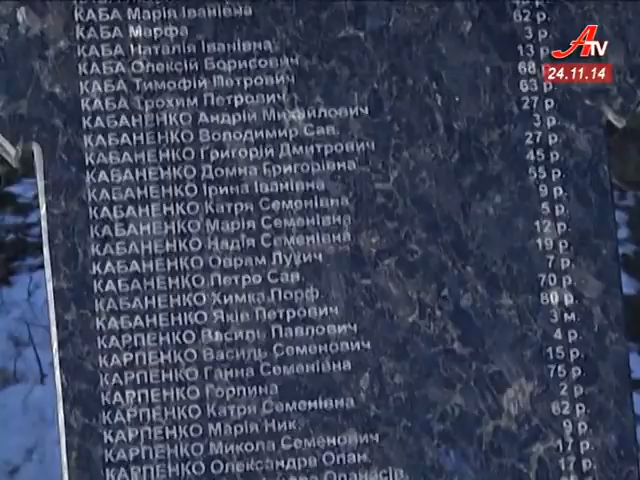 КАБА Марія Іванівна
КАБА Марфа 62 р.
КАБА Наталія Іванівна 3 р.
КАБА Олексій Борисович 13 р.
КАБА Тимофій Петрович 68
КАБА Трохим Петрович 63 р.
КАБАНЕНКО Андрій Михайлович 27 р.
КАБАНЕНКО Володимир Сав. 3 р.
КАБАНЕНКО Григорій Дмитрович 27 р.
КАБАНЕНКО Домна Григорівна 45 р.
КАБАНЕНКО Ірина Іванівна 55 р.
КАБАНЕНКО Катря Семенівна 9 р.
КАБАНЕНКО Марія Семенівна 5 р.
КАБАНЕНКО Надія Семенівна 12 р.
КАБАНЕНКО Оврам Лукич 19 р.
КАБАНЕНКО Петро Сав. 7 р.
КАБАНЕНКО Химка Порф. 70 р.
КАБАНЕНКО Яків Петрович 80 р.
КАРПЕНКО Василь Павлович 3 м.
КАРПЕНКО Василь Семенович 4 р.
КАРПЕНКО Ганна Семенівна 15 р.
КАРПЕНКО Горпина 75 р.
КАРПЕНКО Катря Семенівна 2 р.
КАРПЕНКО Марія Ник. 62 р.
КАРПЕНКО Микола Семенович 9 р.
КАРПЕНКО Олександра Опан. 17 р.
17 р.
ATV
24.11.14